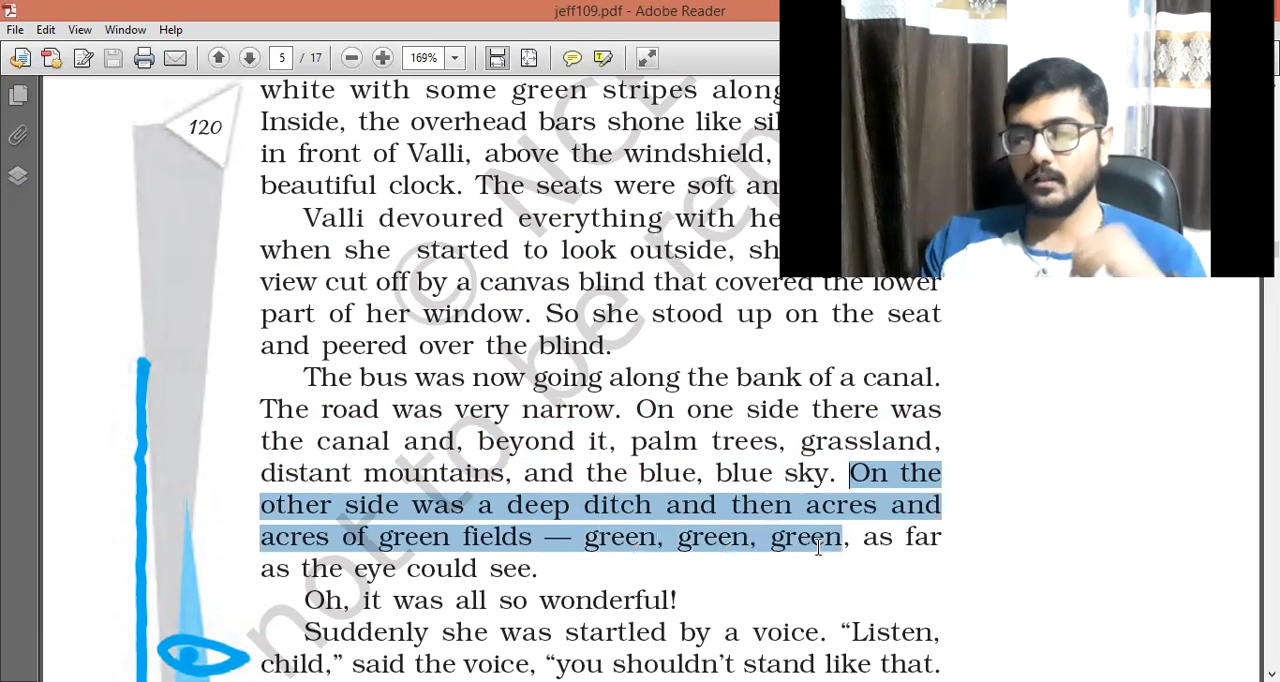 jeff109.pdf - Adobe Reader
File Edit View Window Help
5 / 17 169%
120
white with some green stripes along
Inside, the overhead bars shone like
in front of Valli, above the windshield,
beautiful clock. The seats were soft
Valli devoured everything with
when she started to look outside,
view cut off by a canvas blind that covered the lower
part of her window. So she stood up on the seat
and peered over the blind.
The bus was now going along the bank of a canal.
The road was very narrow. On one side there was
the canal and, beyond it, palm trees, grassland,
distant mountains, and the blue, blue sky. On the
other side was a deep ditch and then acres and
acres of green fields — green, green, green, as far
as the eye could see.
Oh, it was all so wonderful!
Suddenly she was startled by a voice. “Listen,
child,” said the voice, “you shouldn’t stand like that.
not to be